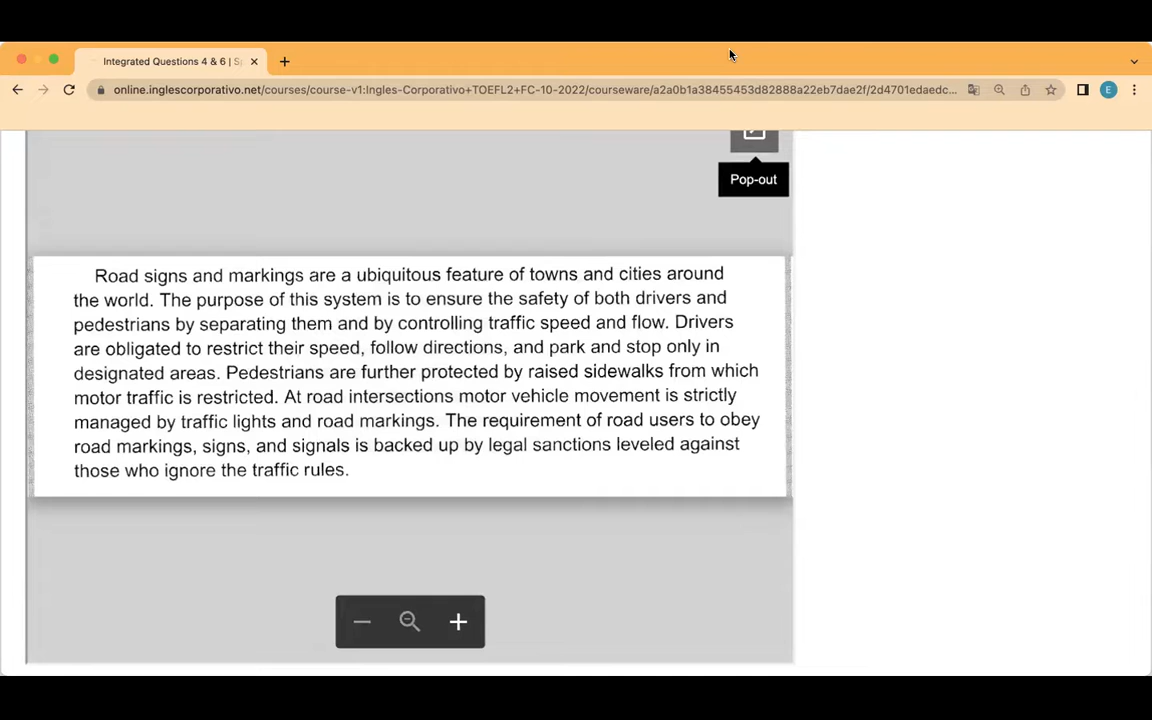 Integrated Questions 4 & 6 | S
online.inglescorporativo.net/courses/course-v1:Ingles-Corporativo+TOEFL2+FC-10-2022/courseware/a2a0b1a38455453d82888a22eb7dae2f/2d4701edaedc...
E
Pop-out
Road signs and markings are a ubiquitous feature of towns and cities around
the world. The purpose of this system is to ensure the safety of both drivers and
pedestrians by separating them and by controlling traffic speed and flow. Drivers
are obligated to restrict their speed, follow directions, and park and stop only in
designated areas. Pedestrians are further protected by raised sidewalks from which
motor traffic is restricted. At road intersections motor vehicle movement is strictly
managed by traffic lights and road markings. The requirement of road users to obey
road markings, signs, and signals is backed up by legal sanctions leveled against
those who ignore the traffic rules.